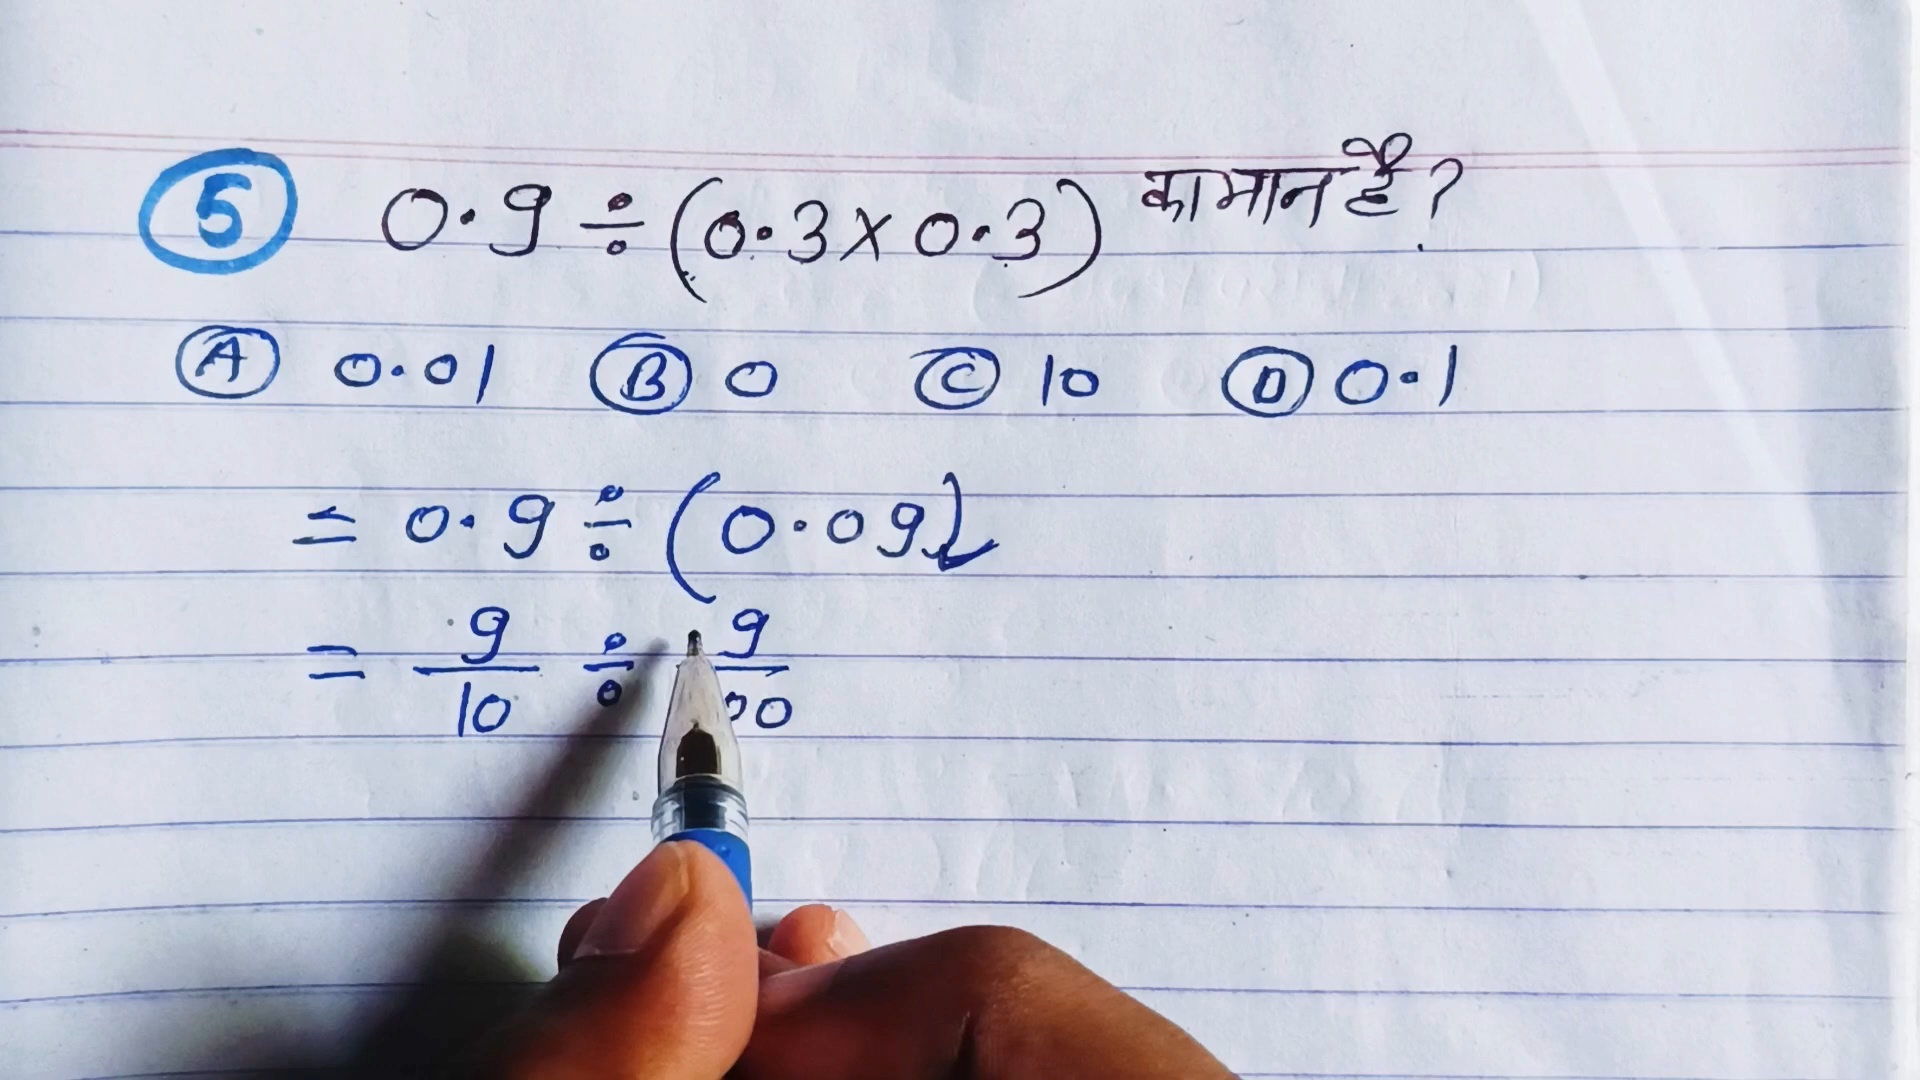 5 0.9 ÷ (0.3 × 0.3) का मान है ?
A 0.01 B 0 C 10 D 0.1
= 0.9 ÷ (0.09)
= 9/10 ÷ 9/00